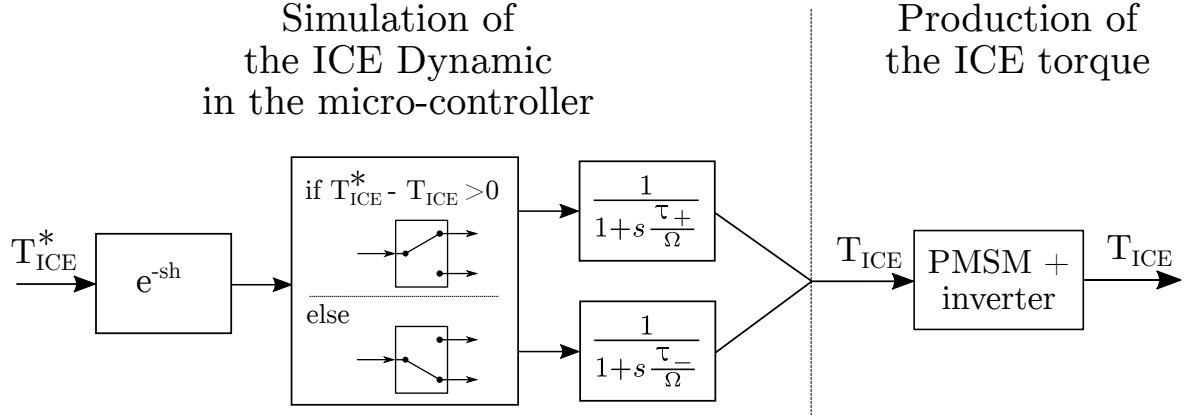 Simulation of
the ICE Dynamic
in the micro-controller
Production of
the ICE torque
T*ICE
e-sh
if T*ICE - TICE >0
else
1
1+s τ+
Ω
1
1+s τ−
Ω
TICE
PMSM +
inverter
TICE